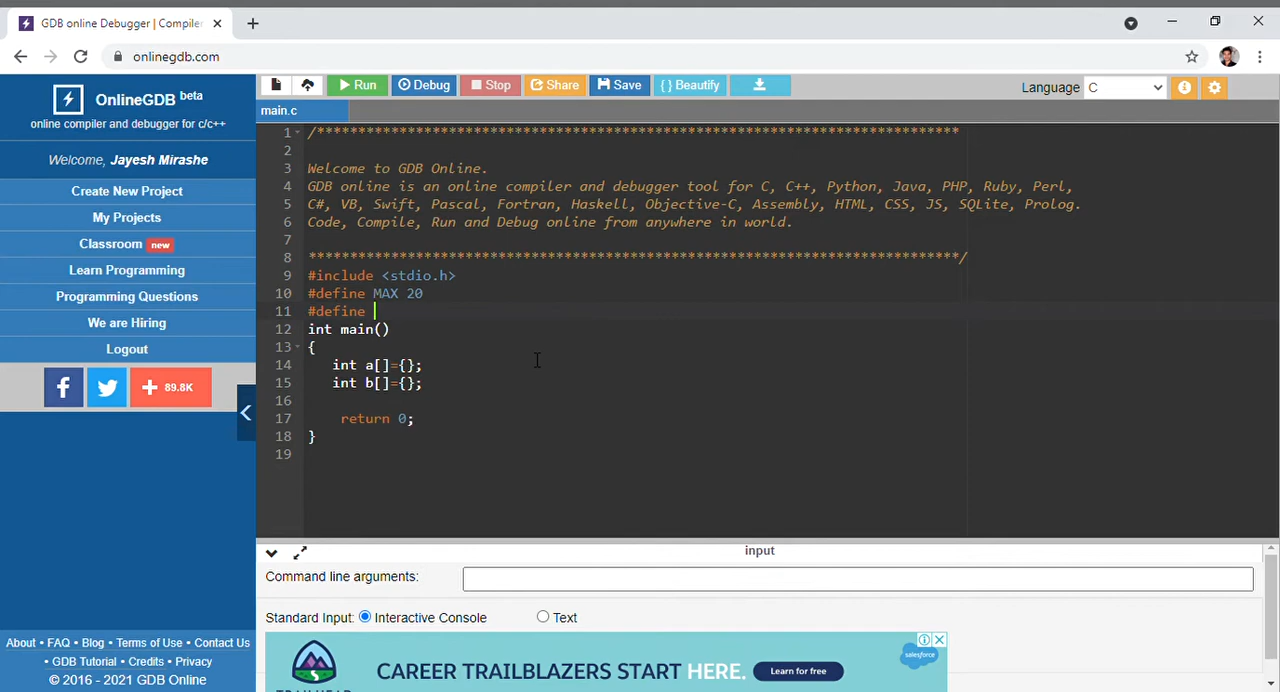 GDB online Debugger | Compiler
onlinegdb.com
OnlineGDB beta
online compiler and debugger for c/c++
Welcome, Jayesh Mirashe
Create New Project
My Projects
Classroom new
Learn Programming
Programming Questions
We are Hiring
Logout
f + 89.8K
About • FAQ • Blog • Terms of Use • Contact Us
• GDB Tutorial • Credits • Privacy
© 2016 - 2021 GDB Online
Run Debug Stop Share Save { } Beautify
Language C
main.c
1 /******************************************************************************
2
3 Welcome to GDB Online.
4 GDB online is an online compiler and debugger tool for C, C++, Python, Java, PHP, Ruby, Perl,
5 C#, VB, Swift, Pascal, Fortran, Haskell, Objective-C, Assembly, HTML, CSS, JS, SQLite, Prolog.
6 Code, Compile, Run and Debug online from anywhere in world.
7
8 *******************************************************************************/
9 #include <stdio.h>
10 #define MAX 20
11 #define
12 int main()
13 {
14 int a[]={};
15 int b[]={};
16
17 return 0;
18 }
19
input
Command line arguments:
Standard Input: Interactive Console Text
CAREER TRAILBLAZERS START HERE. Learn for free
salesforce